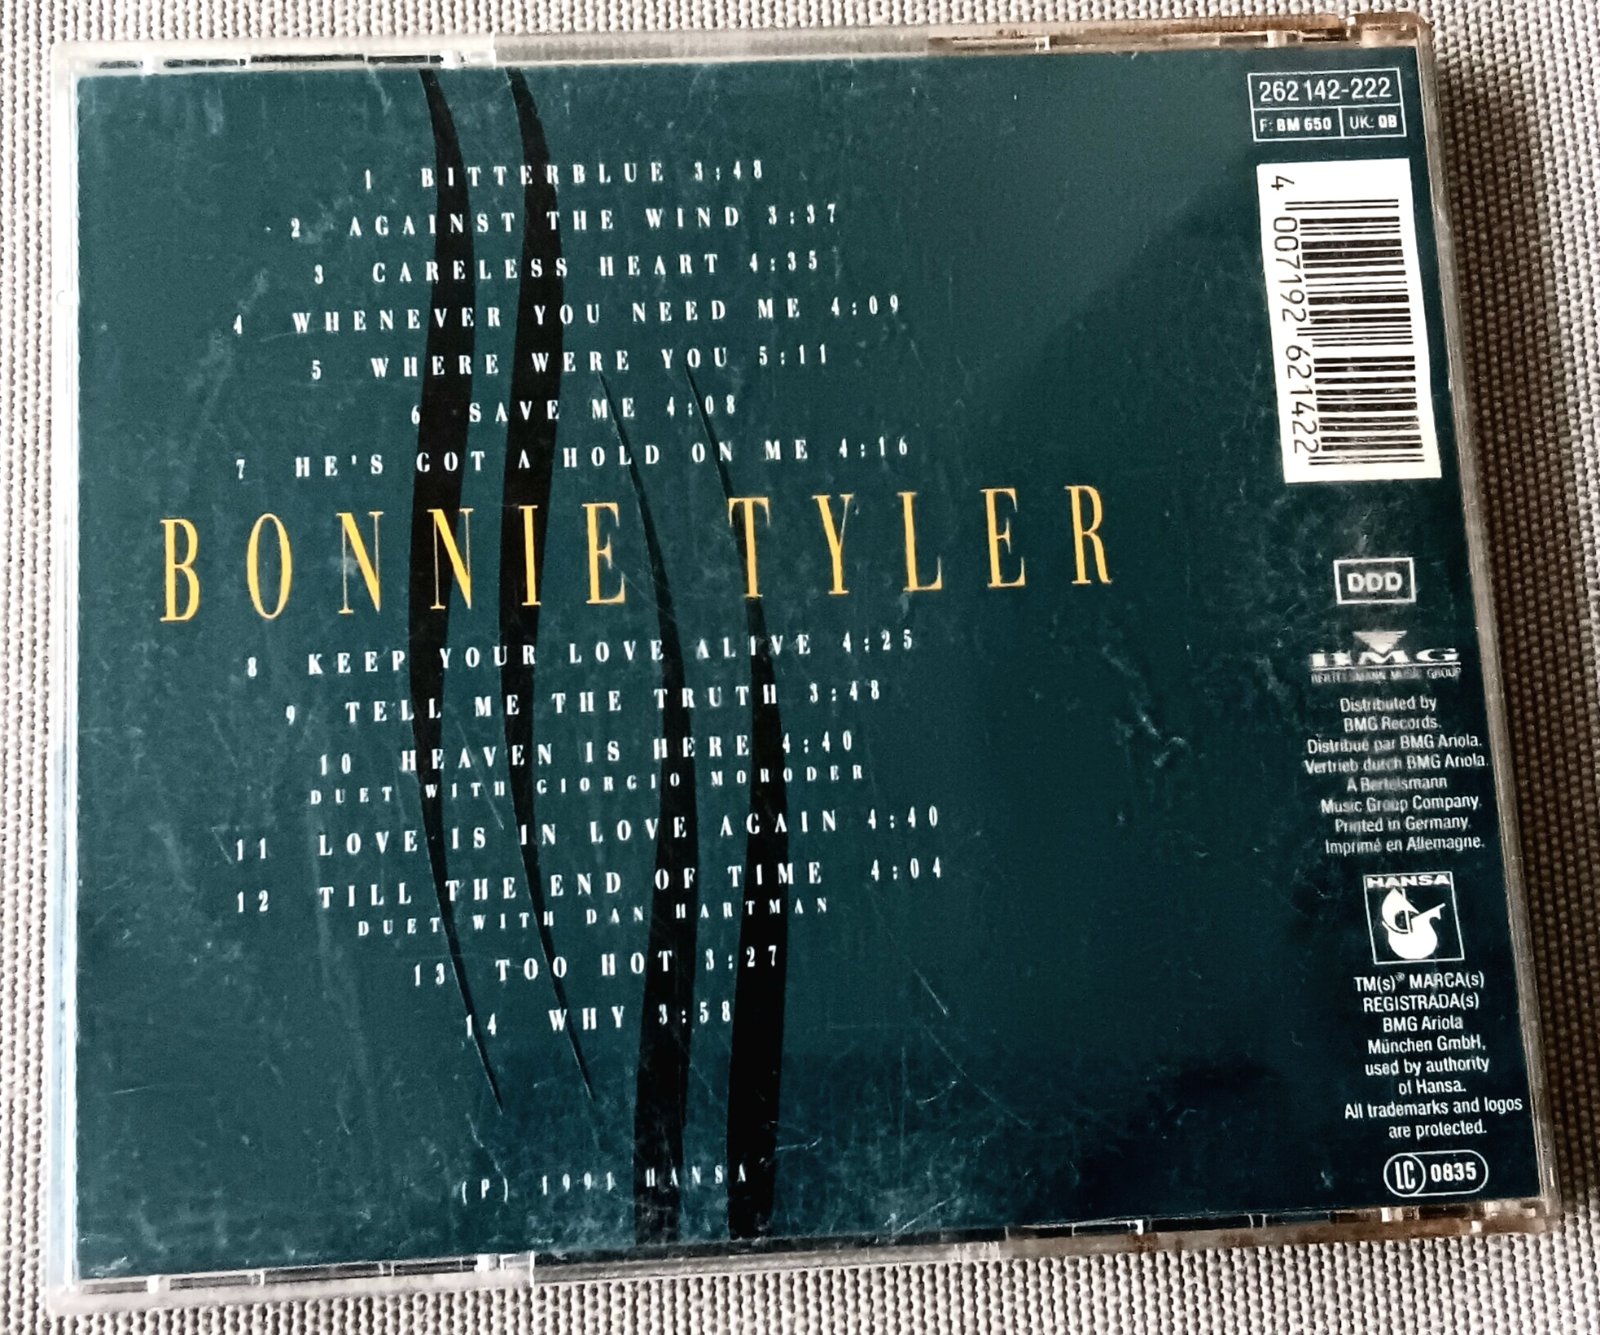 1 BITTERBLUE 3:48
2 AGAINST THE WIND 3:37
3 CARELESS HEART 4:35
4 WHENEVER YOU NEED ME 4:09
5 WHERE WERE YOU 5:11
6 SAVE ME 4:08
7 HE'S GOT A HOLD ON ME 4:16
BONNIE TYLER
8 KEEP YOUR LOVE ALIVE 4:25
9 TELL ME THE TRUTH 3:48
10 HEAVEN IS HERE 4:40
DUET WITH GIORGIO MORODER
11 LOVE IS IN LOVE AGAIN 4:40
12 TILL THE END OF TIME 4:04
DUET WITH DAN HARTMAN
13 TOO HOT 3:27
14 WHY 3:58
(P) 1991 HANSA
262 142-222
F: BM 650 UK: OB
4 007192 621422
DDD
BMG
BERTELSMANN MUSIC GROUP
Distributed by
BMG Records.
Distribué par BMG Ariola.
Vertrieb durch BMG Ariola.
A Bertelsmann
Music Group Company.
Printed in Germany.
Imprimé en Allemagne.
HANSA
TM(s)® MARCA(s)
REGISTRADA(s)
BMG Ariola
München GmbH,
used by authority
of Hansa.
All trademarks and logos
are protected.
LC 0835